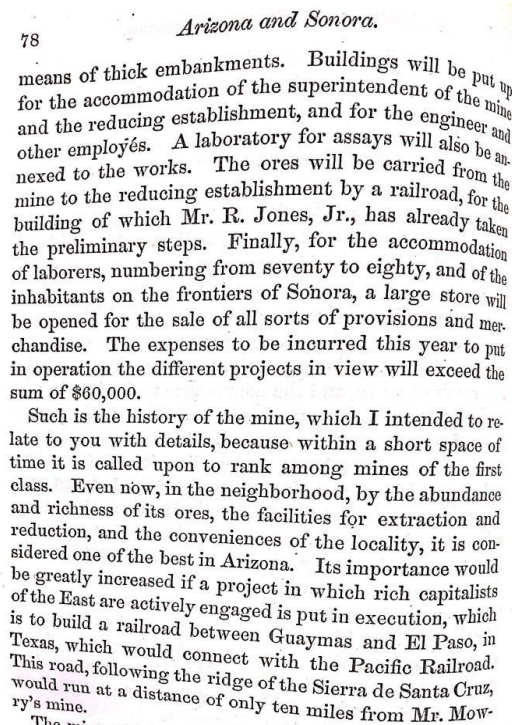 78
Arizona and Sonora.
means of thick embankments. Buildings will be put up
for the accommodation of the superintendent of the mine
and the reducing establishment, and for the engineer and
other employés. A laboratory for assays will also be an-
nexed to the works. The ores will be carried from the
mine to the reducing establishment by a railroad, for the
building of which Mr. R. Jones, Jr., has already taken
the preliminary steps. Finally, for the accommodation
of laborers, numbering from seventy to eighty, and of the
inhabitants on the frontiers of Sonora, a large store will
be opened for the sale of all sorts of provisions and mer-
chandise. The expenses to be incurred this year to put
in operation the different projects in view will exceed the
sum of $60,000.
Such is the history of the mine, which I intended to re-
late to you with details, because within a short space of
time it is called upon to rank among mines of the first
class. Even now, in the neighborhood, by the abundance
and richness of its ores, the facilities for extraction and
reduction, and the conveniences of the locality, it is con-
sidered one of the best in Arizona. Its importance would
be greatly increased if a project in which rich capitalists
of the East are actively engaged is put in execution, which
is to build a railroad between Guaymas and El Paso, in
Texas, which would connect with the Pacific Railroad.
This road, following the ridge of the Sierra de Santa Cruz,
would run at a distance of only ten miles from Mr. Mow-
ry's mine.
The